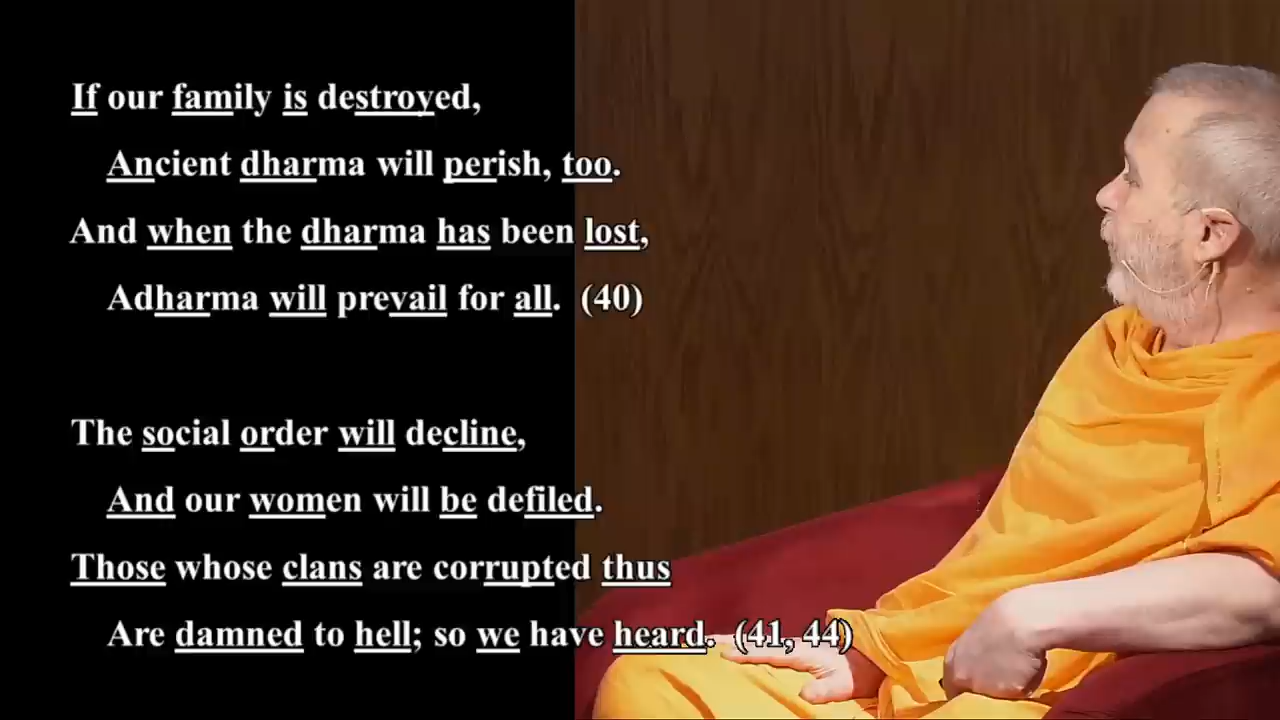 If our family is destroyed,
Ancient dharma will perish, too.
And when the dharma has been lost,
Adharma will prevail for all. (40)
The social order will decline,
And our women will be defiled.
Those whose clans are corrupted thus
Are damned to hell; so we have heard. (41, 44)